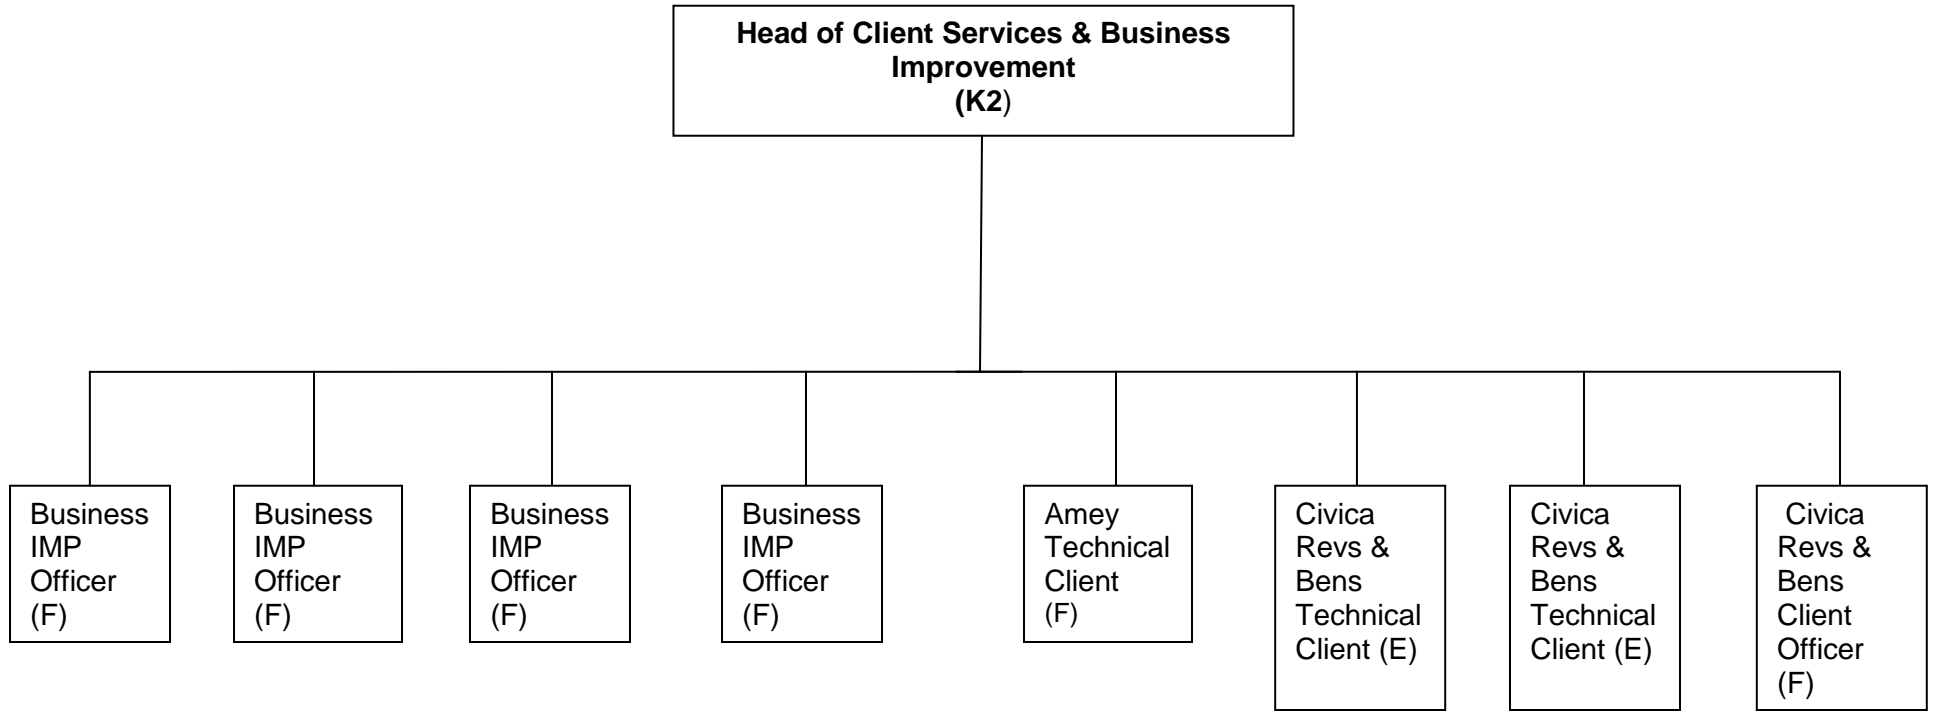 Head of Client Services & Business
Improvement
(K2)
Business
IMP
Officer
(F)
Business
IMP
Officer
(F)
Business
IMP
Officer
(F)
Business
IMP
Officer
(F)
Amey
Technical
Client
(F)
Civica
Revs &
Bens
Technical
Client (E)
Civica
Revs &
Bens
Technical
Client (E)
Civica
Revs &
Bens
Client
Officer
(F)